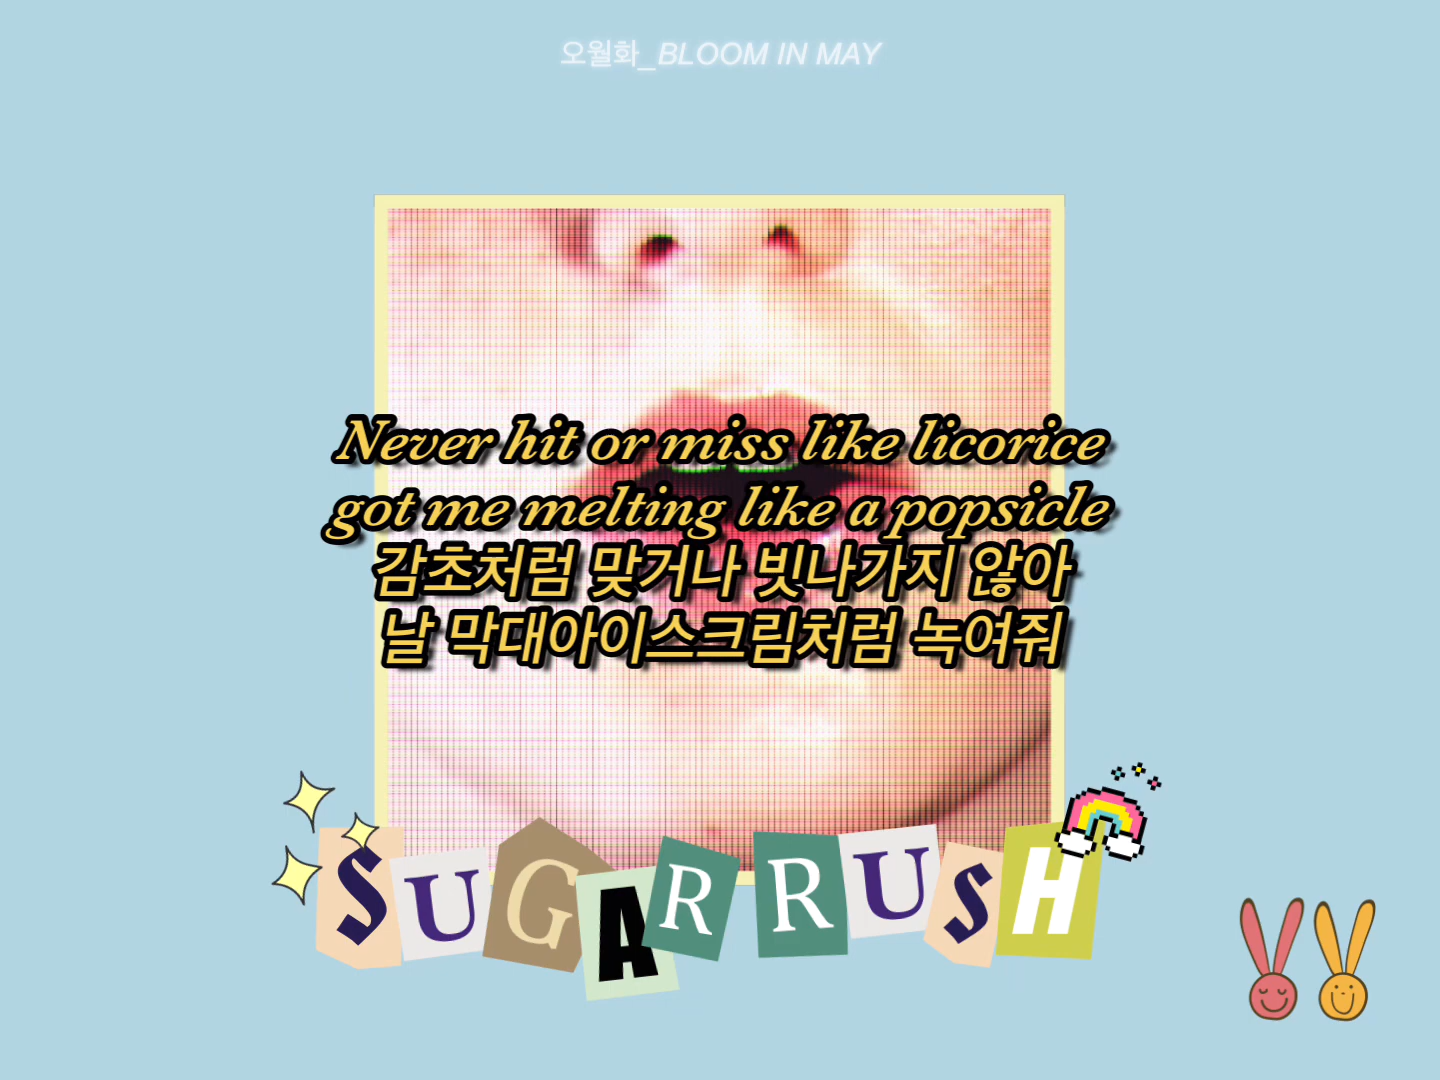 오월화_BLOOM IN MAY
Never hit or miss like licorice
got me melting like a popsicle
감초처럼 맞거나 빗나가지 않아
날 막대아이스크림처럼 녹여줘
SUGAR RUSH